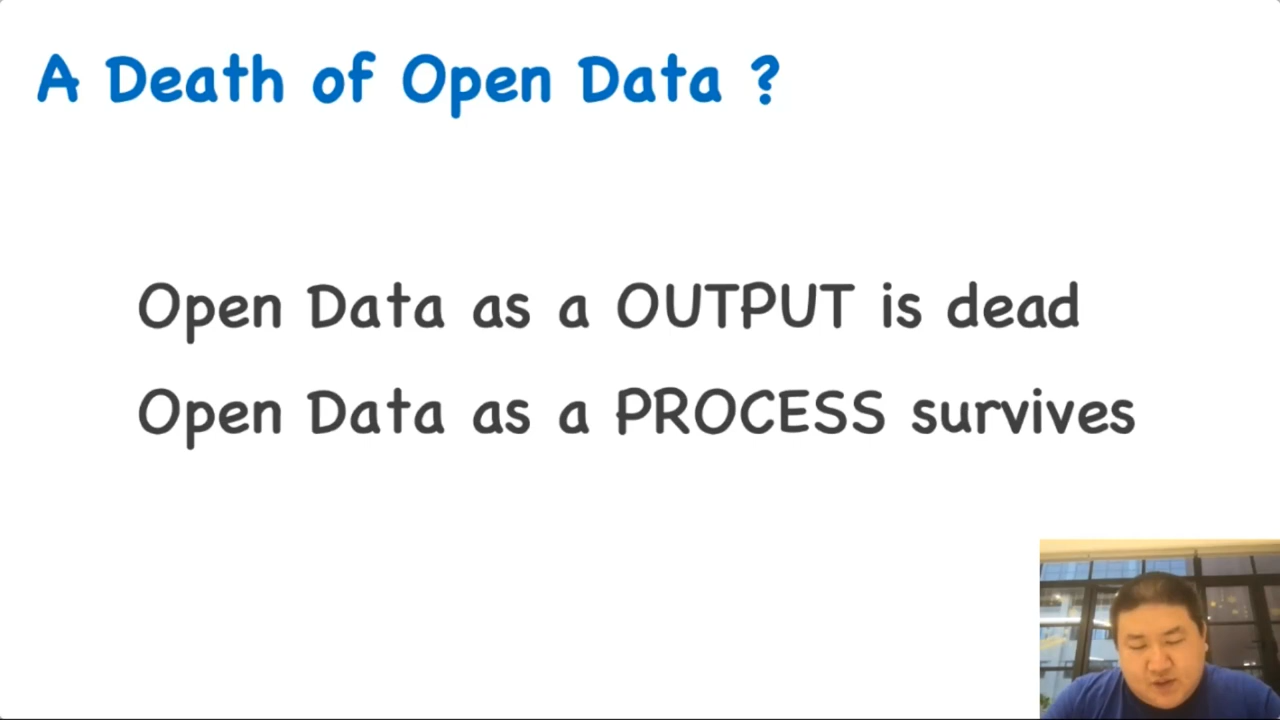 A Death of Open Data ?
Open Data as a OUTPUT is dead
Open Data as a PROCESS survives